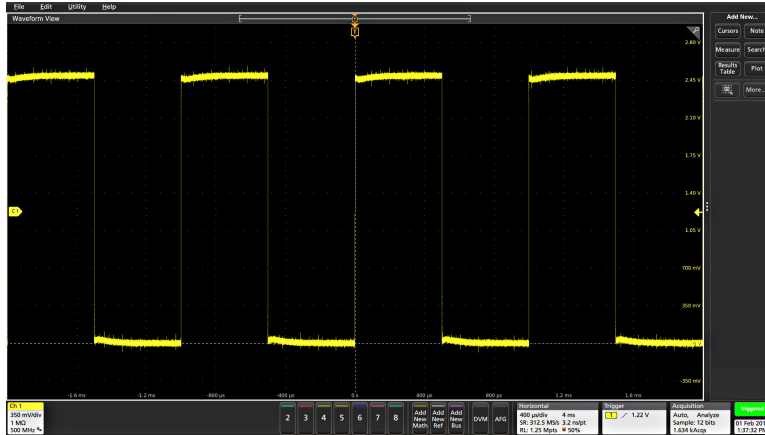 File Edit Utility Help
Waveform View
Add New...
Cursors Note
Measure Search
Results Table Plot
More...
2.80 V
2.45 V
2.10 V
1.75 V
1.40 V
1.05 V
700 mV
350 mV
-350 mV
C1
-1.6 ms -1.2 ms -800 µs -400 µs 0 s 400 µs 800 µs 1.2 ms 1.6 ms
Ch 1
350 mV/div
1 MΩ
500 MHz
2 3 4 5 6 7 8
Add New Math
Add New Ref
Add New Bus
DVM
AFG
Horizontal
400 µs/div 4 ms
SR: 312.5 MS/s 3.2 ns/pt
RL: 1.25 Mpts 50%
Trigger
1 1.22 V
Acquisition
Auto, Analyze
Sample: 12 bits
1.634 kAcqs
Triggered
01 Feb 201
1:37:32 PM